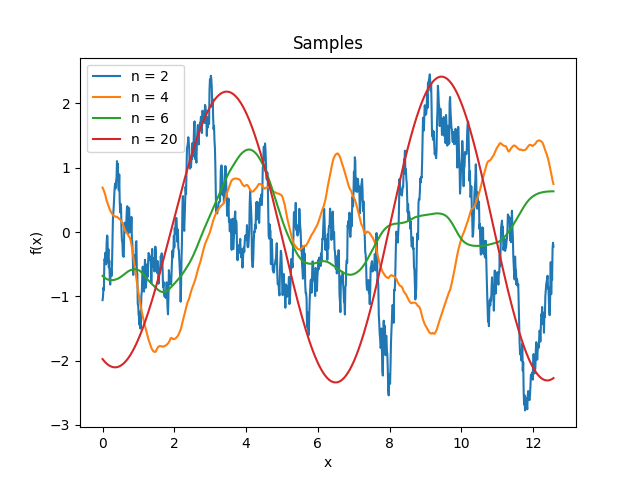 Samples
n = 2
n = 4
n = 6
n = 20
f(x)
2
1
0
−1
−2
−3
0 2 4 6 8 10 12
x